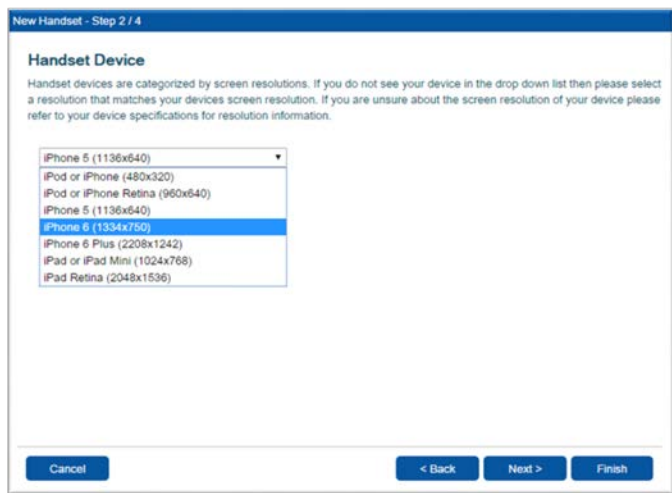 New Handset - Step 2 / 4
Handset Device
Handset devices are categorized by screen resolutions. If you do not see your device in the drop down list then please select
a resolution that matches your devices screen resolution. If you are unsure about the screen resolution of your device please
refer to your device specifications for resolution information.
iPhone 5 (1136x640)
iPod or iPhone (480x320)
iPod or iPhone Retina (960x640)
iPhone 5 (1136x640)
iPhone 6 (1334x750)
iPhone 6 Plus (2208x1242)
iPad or iPad Mini (1024x768)
iPad Retina (2048x1536)
Cancel < Back Next > Finish